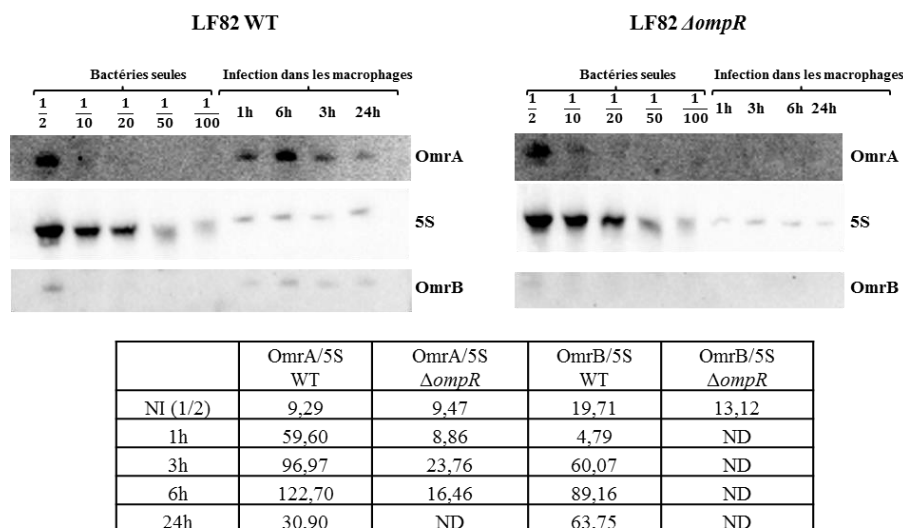 LF82 WT
LF82 ΔompR
Bactéries seules Infection dans les macrophages
1/2 1/10 1/20 1/50 1/100 1h 6h 3h 24h
OmrA
5S
OmrB
Bactéries seules Infection dans les macrophages
1/2 1/10 1/20 1/50 1/100 1h 3h 6h 24h
OmrA
5S
OmrB
OmrA/5S WT OmrA/5S ΔompR OmrB/5S WT OmrB/5S ΔompR
NI (1/2) 9,29 9,47 19,71 13,12
1h 59,60 8,86 4,79 ND
3h 96,97 23,76 60,07 ND
6h 122,70 16,46 89,16 ND
24h 30,90 ND 63,75 ND